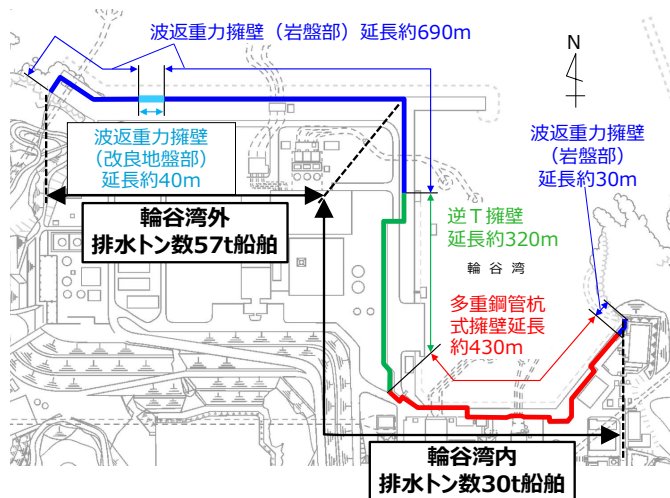 波返重力擁壁（岩盤部）延長約690m
N
波返重力擁壁
（改良地盤部）
延長約40m
波返重力擁壁
（岩盤部）
延長約30m
輪谷湾外
排水トン数57t船舶
逆T擁壁
延長約320m
輪谷湾
多重鋼管杭
式擁壁延長
約430m
輪谷湾内
排水トン数30t船舶